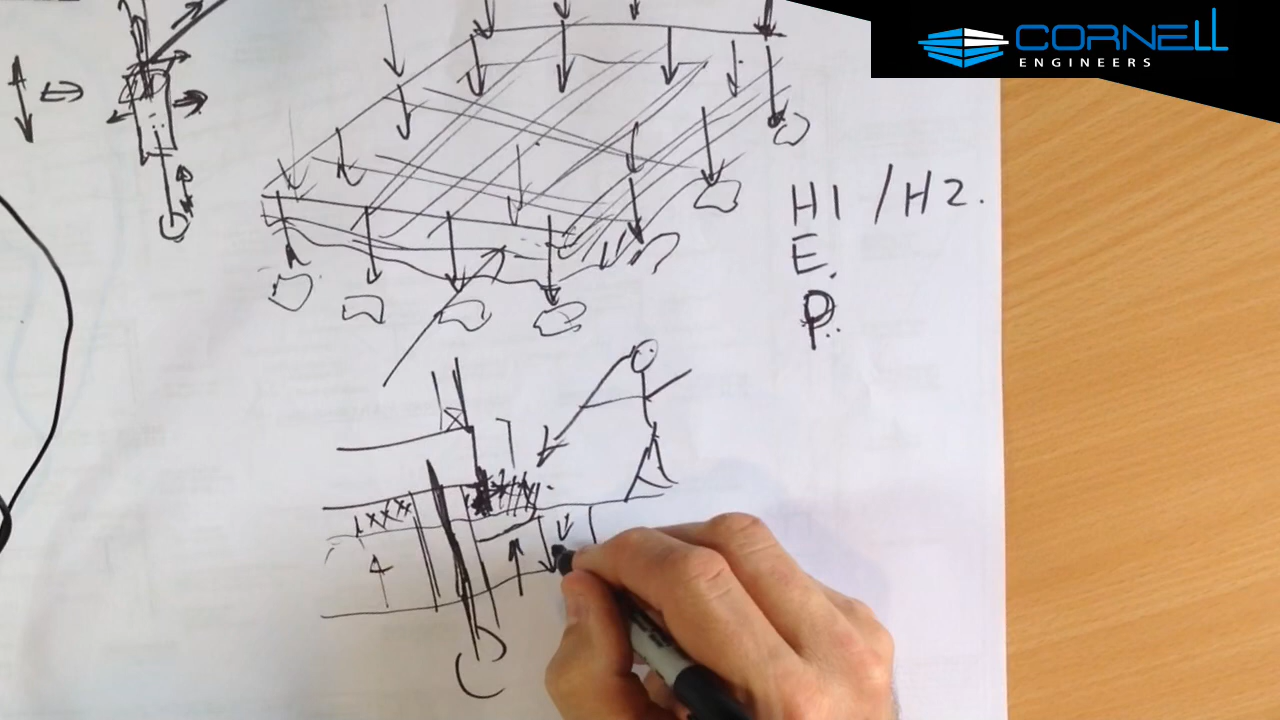 CORNELL
ENGINEERS
H1 / H2.
E.
P.